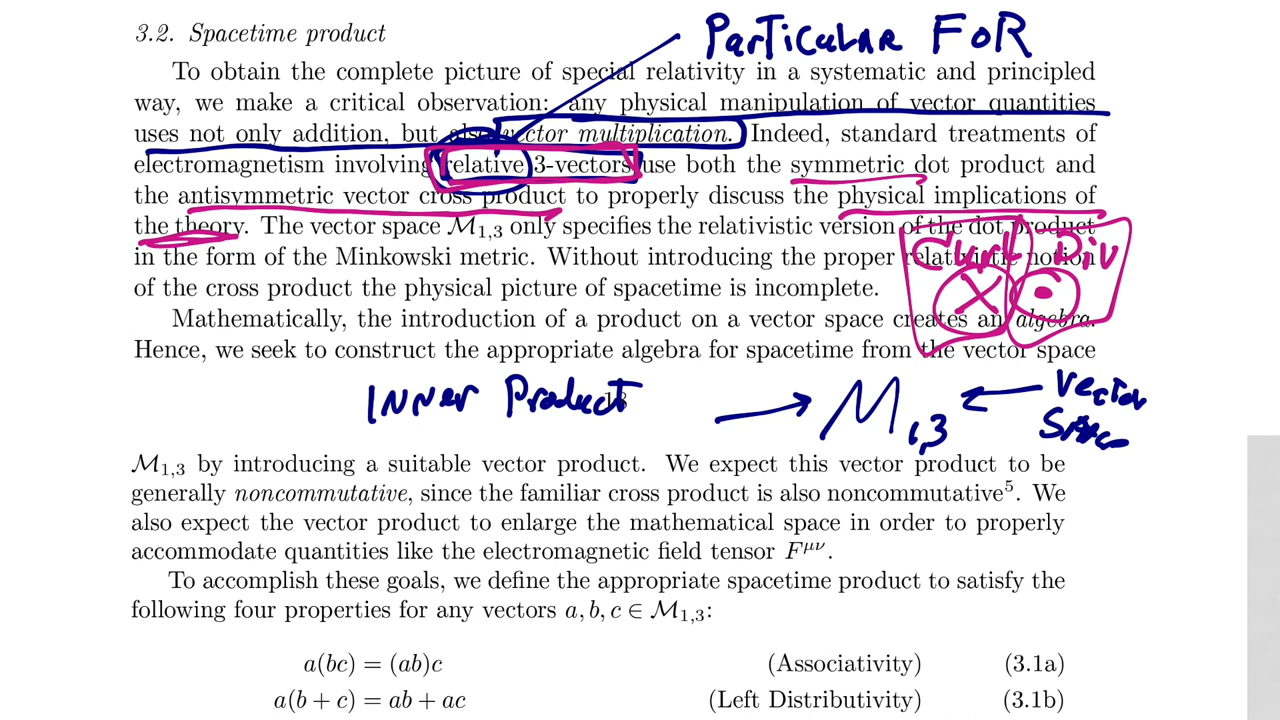 3.2. Spacetime product
Particular FoR
To obtain the complete picture of special relativity in a systematic and principled
way, we make a critical observation: any physical manipulation of vector quantities
uses not only addition, but also vector multiplication. Indeed, standard treatments of
electromagnetism involving relative 3-vectors use both the symmetric dot product and
the antisymmetric vector cross product to properly discuss the physical implications of
the theory. The vector space M₁,₃ only specifies the relativistic version of the dot product
Curl Div
in the form of the Minkowski metric. Without introducing the proper relativistic notion
of the cross product the physical picture of spacetime is incomplete.
X •
Mathematically, the introduction of a product on a vector space creates an algebra.
Hence, we seek to construct the appropriate algebra for spacetime from the vector space
Inner Product → M₁,₃ ← Vector
Space
M₁,₃ by introducing a suitable vector product. We expect this vector product to be
generally noncommutative, since the familiar cross product is also noncommutative⁵. We
also expect the vector product to enlarge the mathematical space in order to properly
accommodate quantities like the electromagnetic field tensor F^μν.
To accomplish these goals, we define the appropriate spacetime product to satisfy the
following four properties for any vectors a, b, c ∈ M₁,₃:
a(bc) = (ab)c (Associativity) (3.1a)
a(b + c) = ab + ac (Left Distributivity) (3.1b)